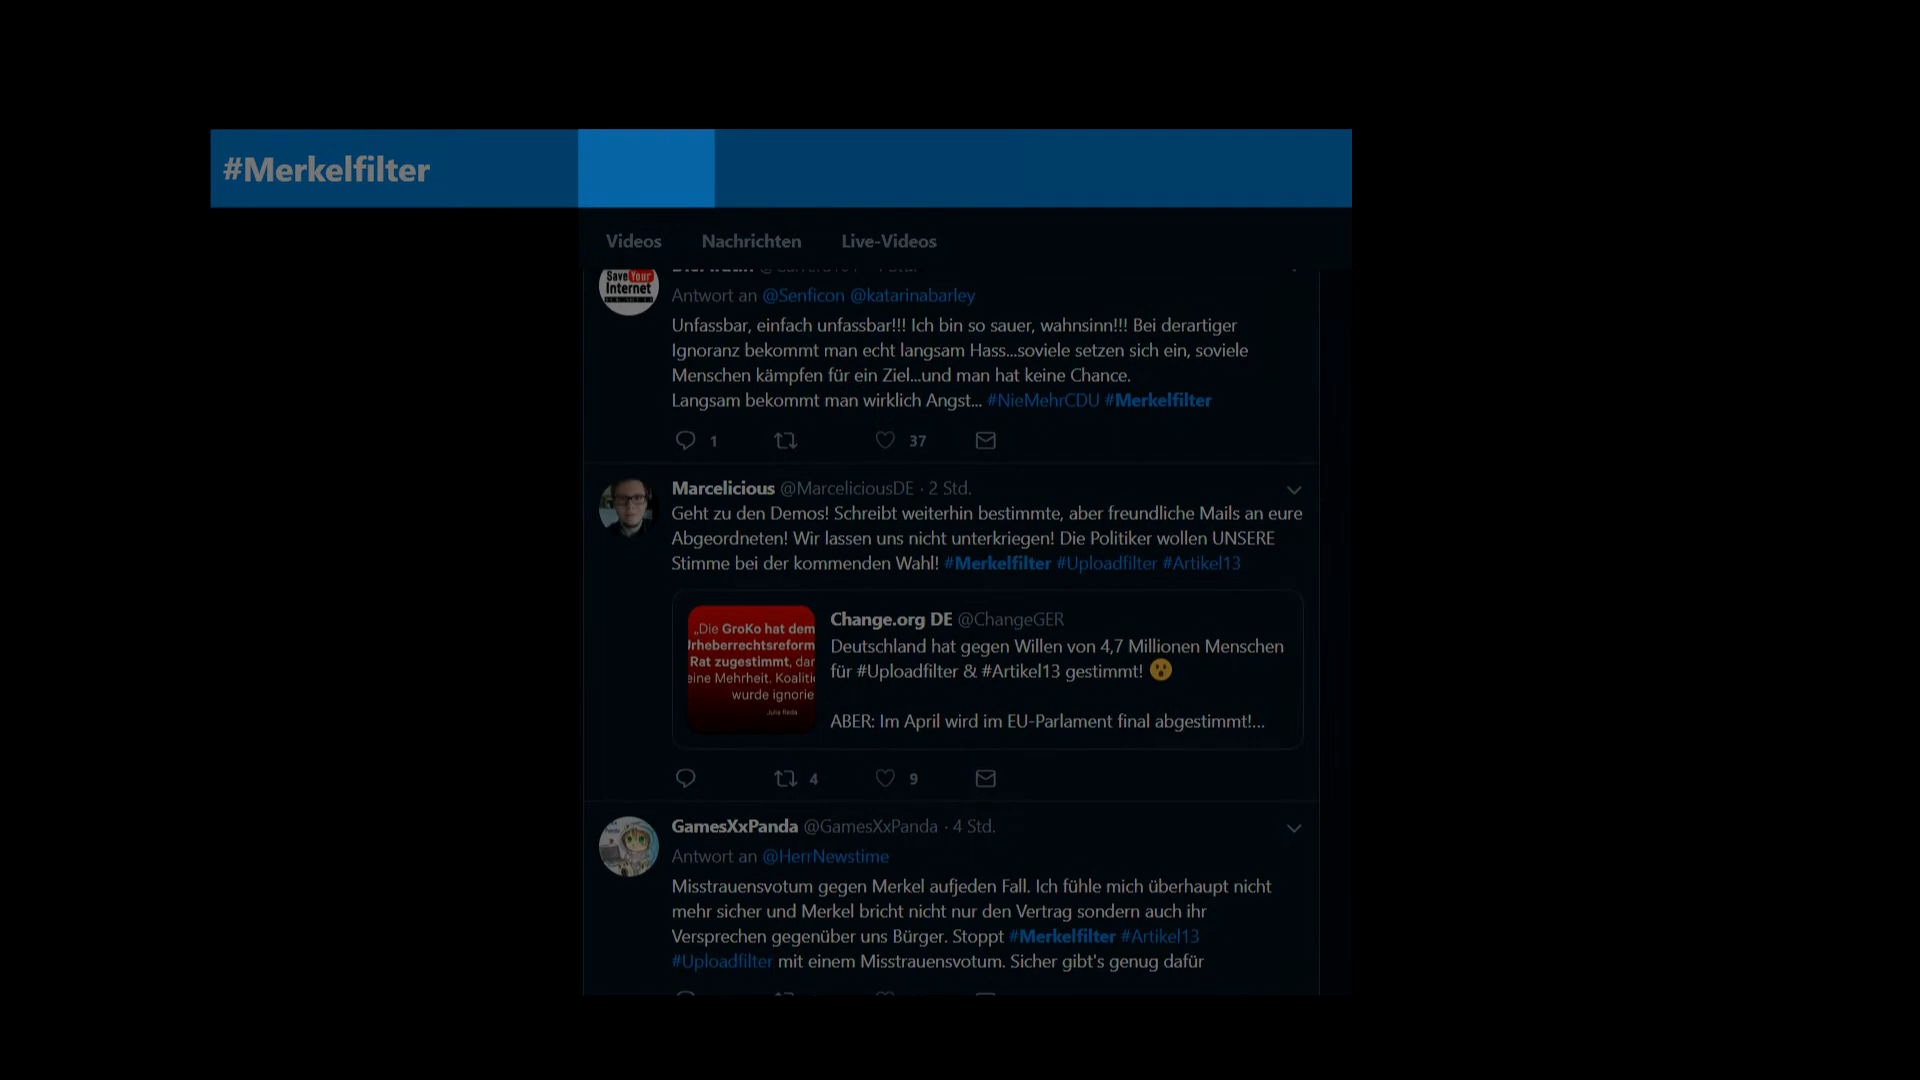 #Merkelfilter
Videos Nachrichten Live-Videos
Save Your
Internet
Antwort an @Senficon @katarinabarley
Unfassbar, einfach unfassbar!!! Ich bin so sauer, wahnsinn!!! Bei derartiger
Ignoranz bekommt man echt langsam Hass...soviele setzen sich ein, soviele
Menschen kämpfen für ein Ziel...und man hat keine Chance.
Langsam bekommt man wirklich Angst... #NieMehrCDU #Merkelfilter
1 37
Marcelicious @MarceliciousDE · 2 Std.
Geht zu den Demos! Schreibt weiterhin bestimmte, aber freundliche Mails an eure
Abgeordneten! Wir lassen uns nicht unterkriegen! Die Politiker wollen UNSERE
Stimme bei der kommenden Wahl! #Merkelfilter #Uploadfilter #Artikel13
„Die GroKo hat dem
Urheberrechtsreform
Rat zugestimmt, dar
eine Mehrheit. Koaliti
wurde ignorie
Julia Reda
Change.org DE @ChangeGER
Deutschland hat gegen Willen von 4,7 Millionen Menschen
für #Uploadfilter & #Artikel13 gestimmt! 😮
ABER: Im April wird im EU-Parlament final abgestimmt!...
4 9
GamesXxPanda @GamesXxPanda · 4 Std.
Antwort an @HerrNewstime
Misstrauensvotum gegen Merkel aufjeden Fall. Ich fühle mich überhaupt nicht
mehr sicher und Merkel bricht nicht nur den Vertrag sondern auch ihr
Versprechen gegenüber uns Bürger. Stoppt #Merkelfilter #Artikel13
#Uploadfilter mit einem Misstrauensvotum. Sicher gibt's genug dafür